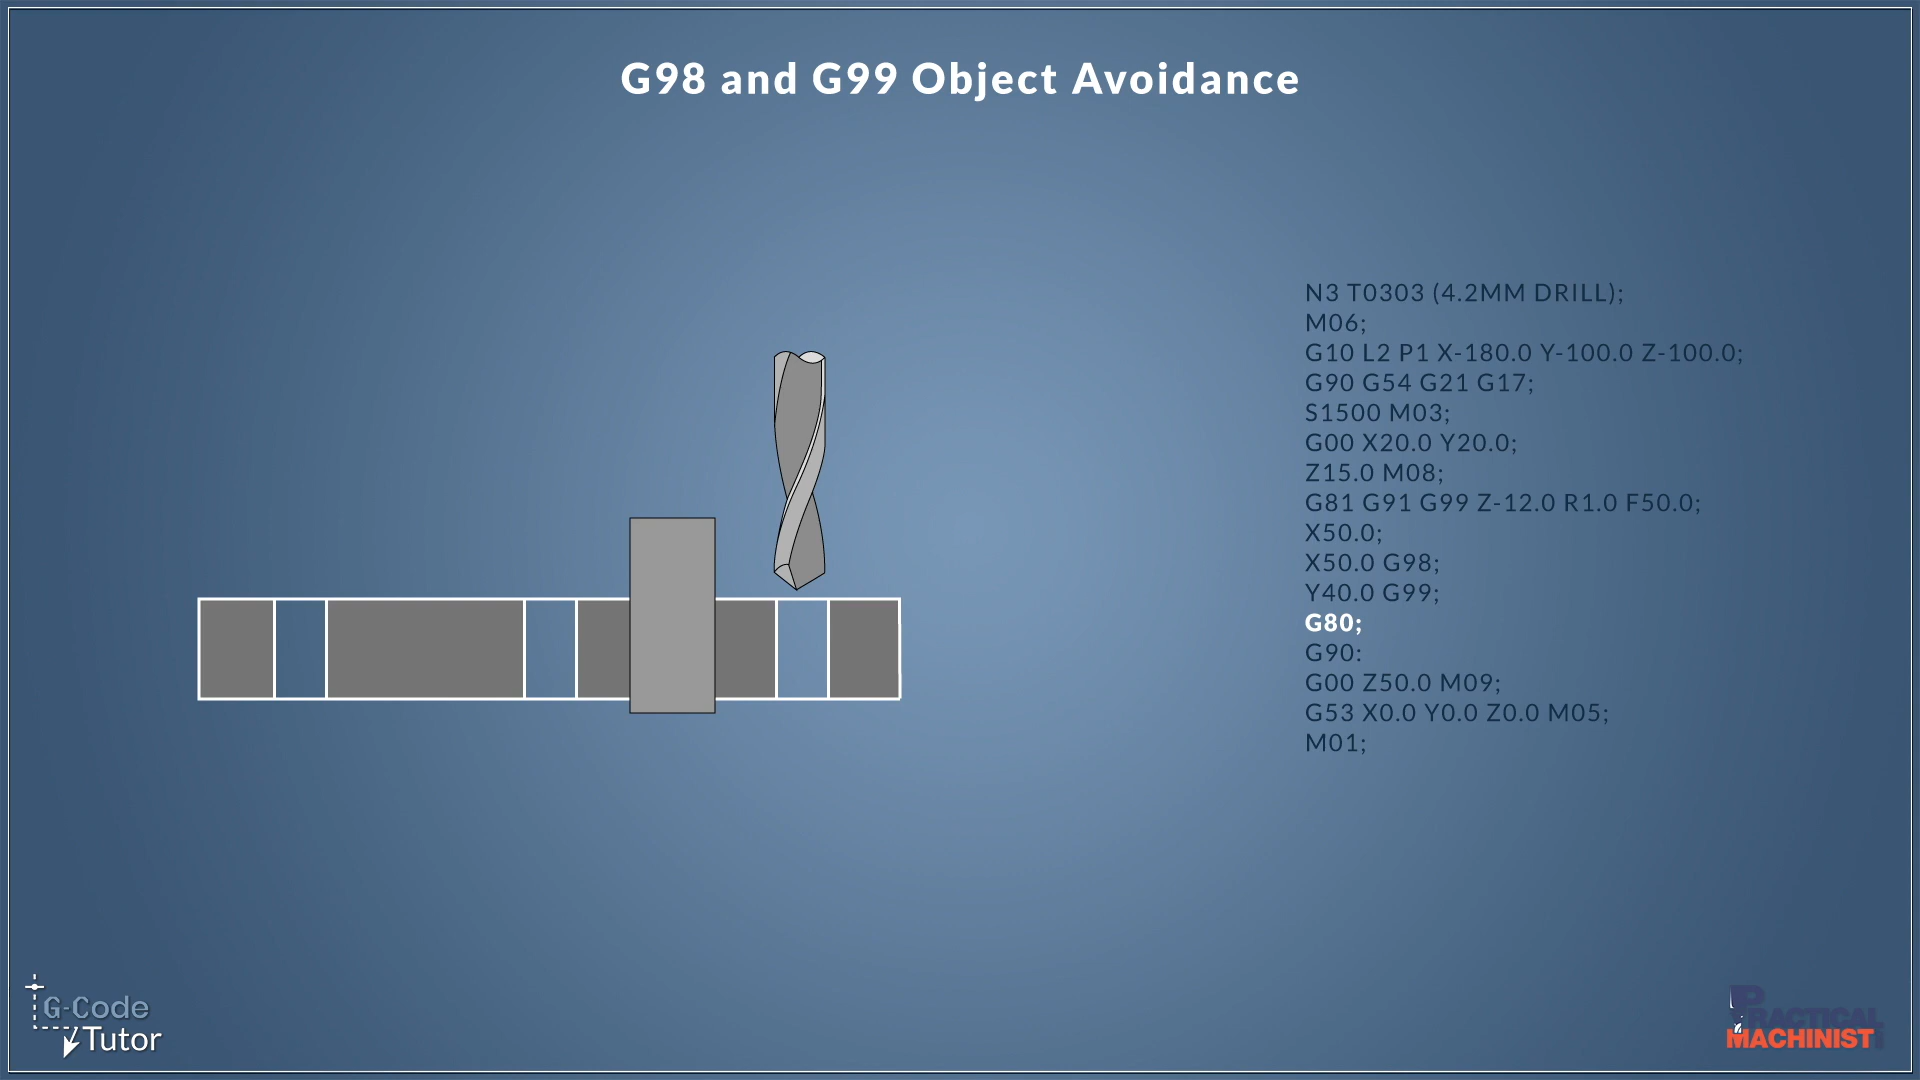 G98 and G99 Object Avoidance
N3 T0303 (4.2MM DRILL);
M06;
G10 L2 P1 X-180.0 Y-100.0 Z-100.0;
G90 G54 G21 G17;
S1500 M03;
G00 X20.0 Y20.0;
Z15.0 M08;
G81 G91 G99 Z-12.0 R1.0 F50.0;
X50.0;
X50.0 G98;
Y40.0 G99;
G80;
G90:
G00 Z50.0 M09;
G53 X0.0 Y0.0 Z0.0 M05;
M01;
G-Code
Tutor
PRACTICAL
MACHINIST